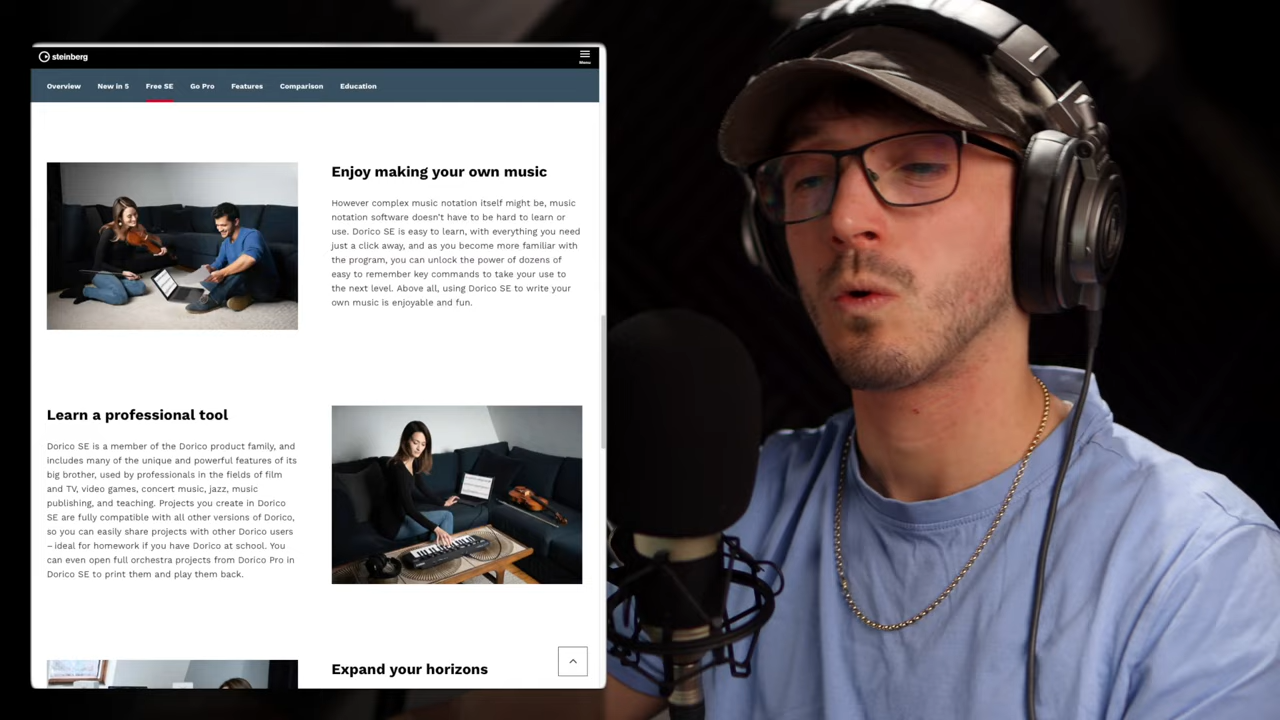 steinberg
Menu
Overview New in 5 Free SE Go Pro Features Comparison Education
Enjoy making your own music
However complex music notation itself might be, music
notation software doesn't have to be hard to learn or
use. Dorico SE is easy to learn, with everything you need
just a click away, and as you become more familiar with
the program, you can unlock the power of dozens of
easy to remember key commands to take your use to
the next level. Above all, using Dorico SE to write your
own music is enjoyable and fun.
Learn a professional tool
Dorico SE is a member of the Dorico product family, and
includes many of the unique and powerful features of its
big brother, used by professionals in the fields of film
and TV, video games, concert music, jazz, music
publishing, and teaching. Projects you create in Dorico
SE are fully compatible with all other versions of Dorico,
so you can easily share projects with other Dorico users
– ideal for homework if you have Dorico at school. You
can even open full orchestra projects from Dorico Pro in
Dorico SE to print them and play them back.
Expand your horizons